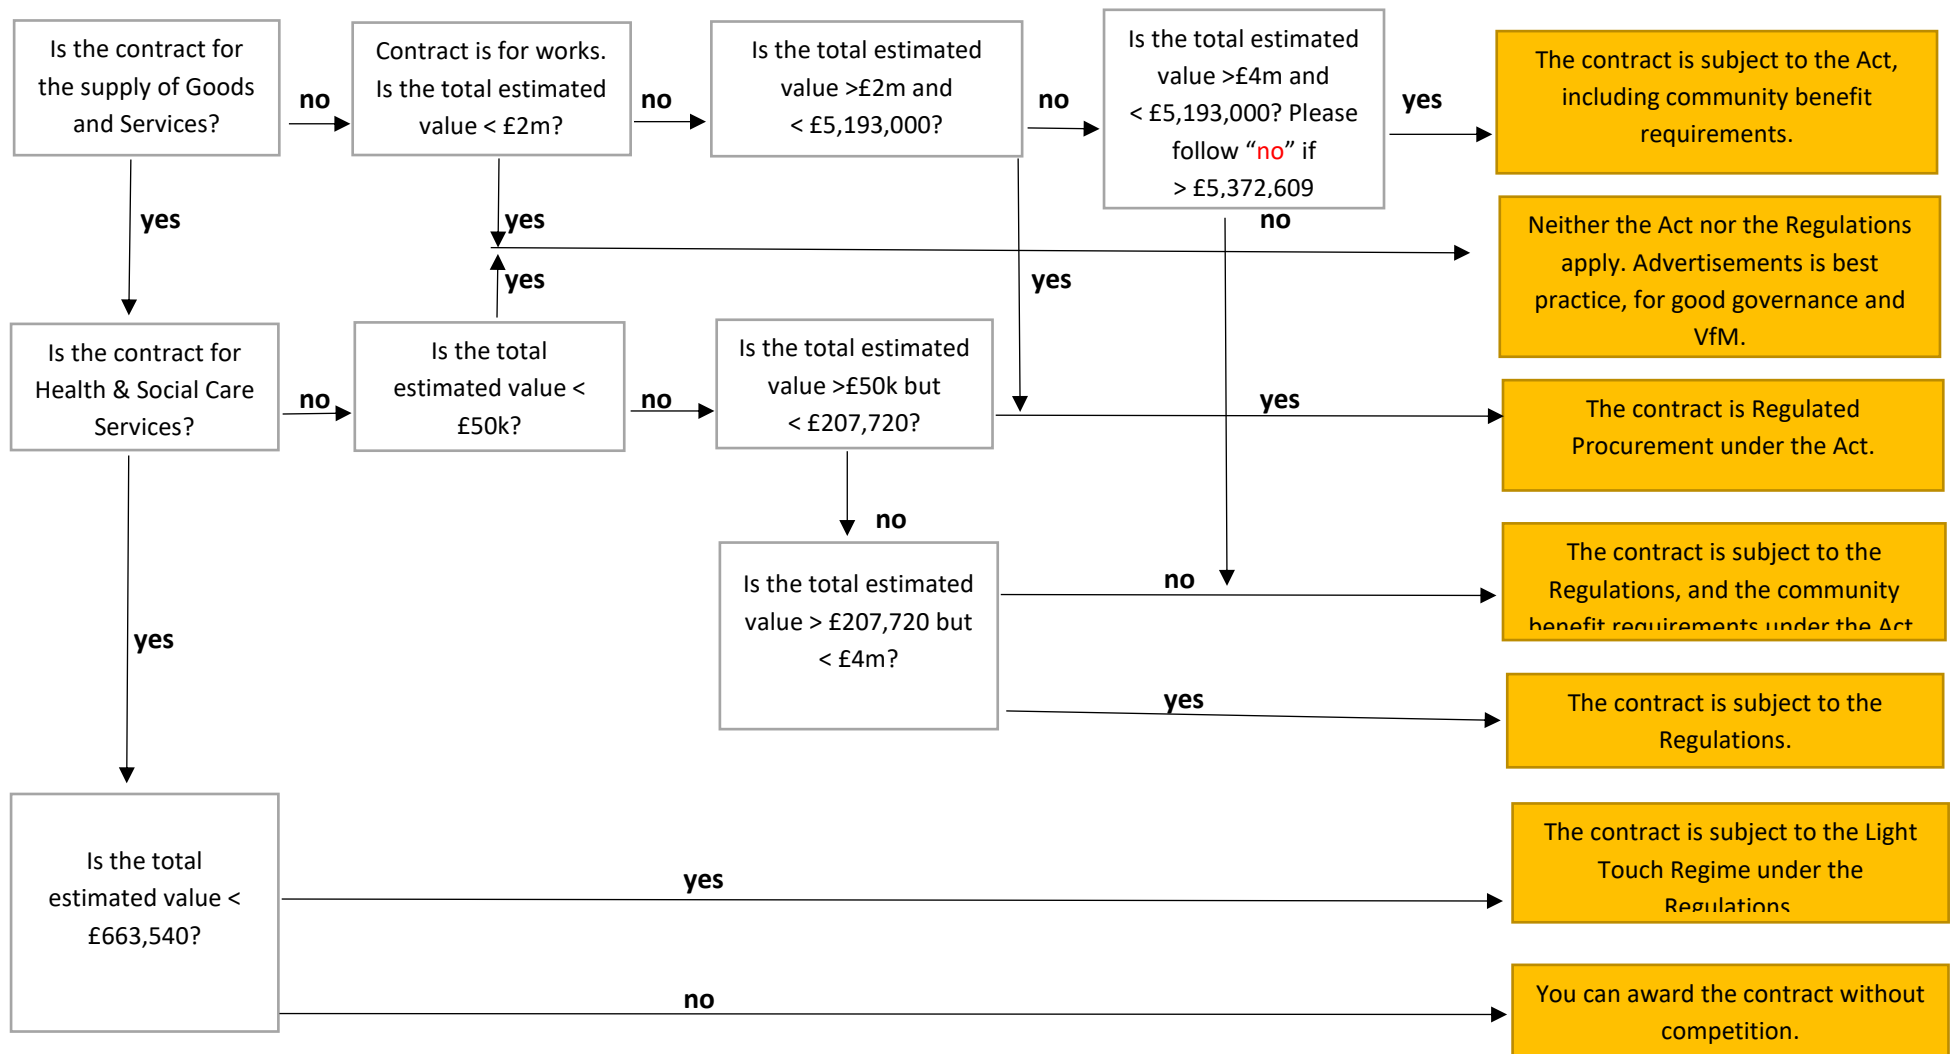 Is the contract for
the supply of Goods
and Services?
no
Contract is for works.
Is the total estimated
value < £2m?
no
Is the total estimated
value >£2m and
< £5,193,000?
no
Is the total estimated
value >£4m and
< £5,193,000? Please
follow “no” if
> £5,372,609
yes
The contract is subject to the Act,
including community benefit
requirements.
yes
yes
no
Neither the Act nor the Regulations
apply. Advertisements is best
practice, for good governance and
VfM.
yes
yes
Is the contract for
Health & Social Care
Services?
no
Is the total
estimated value <
£50k?
no
Is the total estimated
value >£50k but
< £207,720?
yes
The contract is Regulated
Procurement under the Act.
no
Is the total estimated
value > £207,720 but
< £4m?
no
The contract is subject to the
Regulations, and the community
benefit requirements under the Act
yes
yes
The contract is subject to the
Regulations.
Is the total
estimated value <
£663,540?
yes
The contract is subject to the Light
Touch Regime under the
Regulations
no
You can award the contract without
competition.